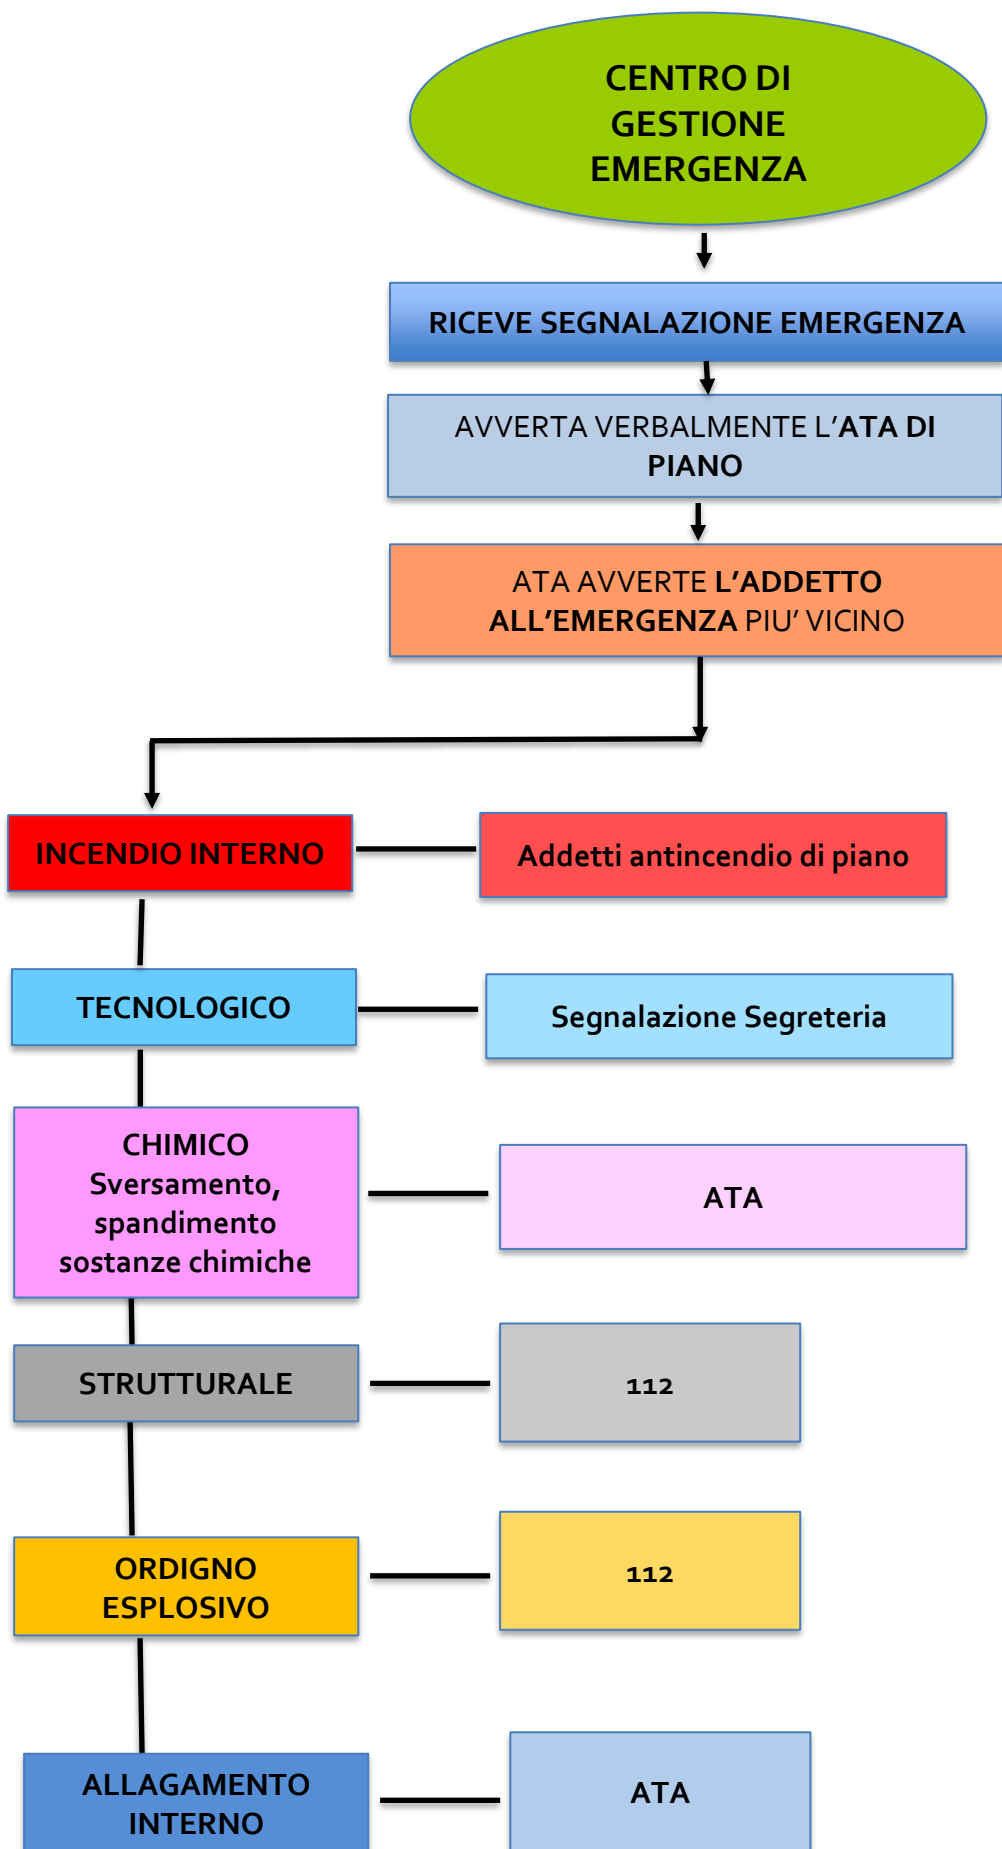 CENTRO DI
GESTIONE
EMERGENZA
RICEVE SEGNALAZIONE EMERGENZA
AVVERTA VERBALMENTE L'ATA DI
PIANO
ATA AVVERTE L'ADDETTO
ALL'EMERGENZA PIU' VICINO
INCENDIO INTERNO
Addetti antincendio di piano
TECNOLOGICO
Segnalazione Segreteria
CHIMICO
Sversamento,
spandimento
sostanze chimiche
ATA
STRUTTURALE
112
ORDIGNO
ESPLOSIVO
112
ALLAGAMENTO
INTERNO
ATA